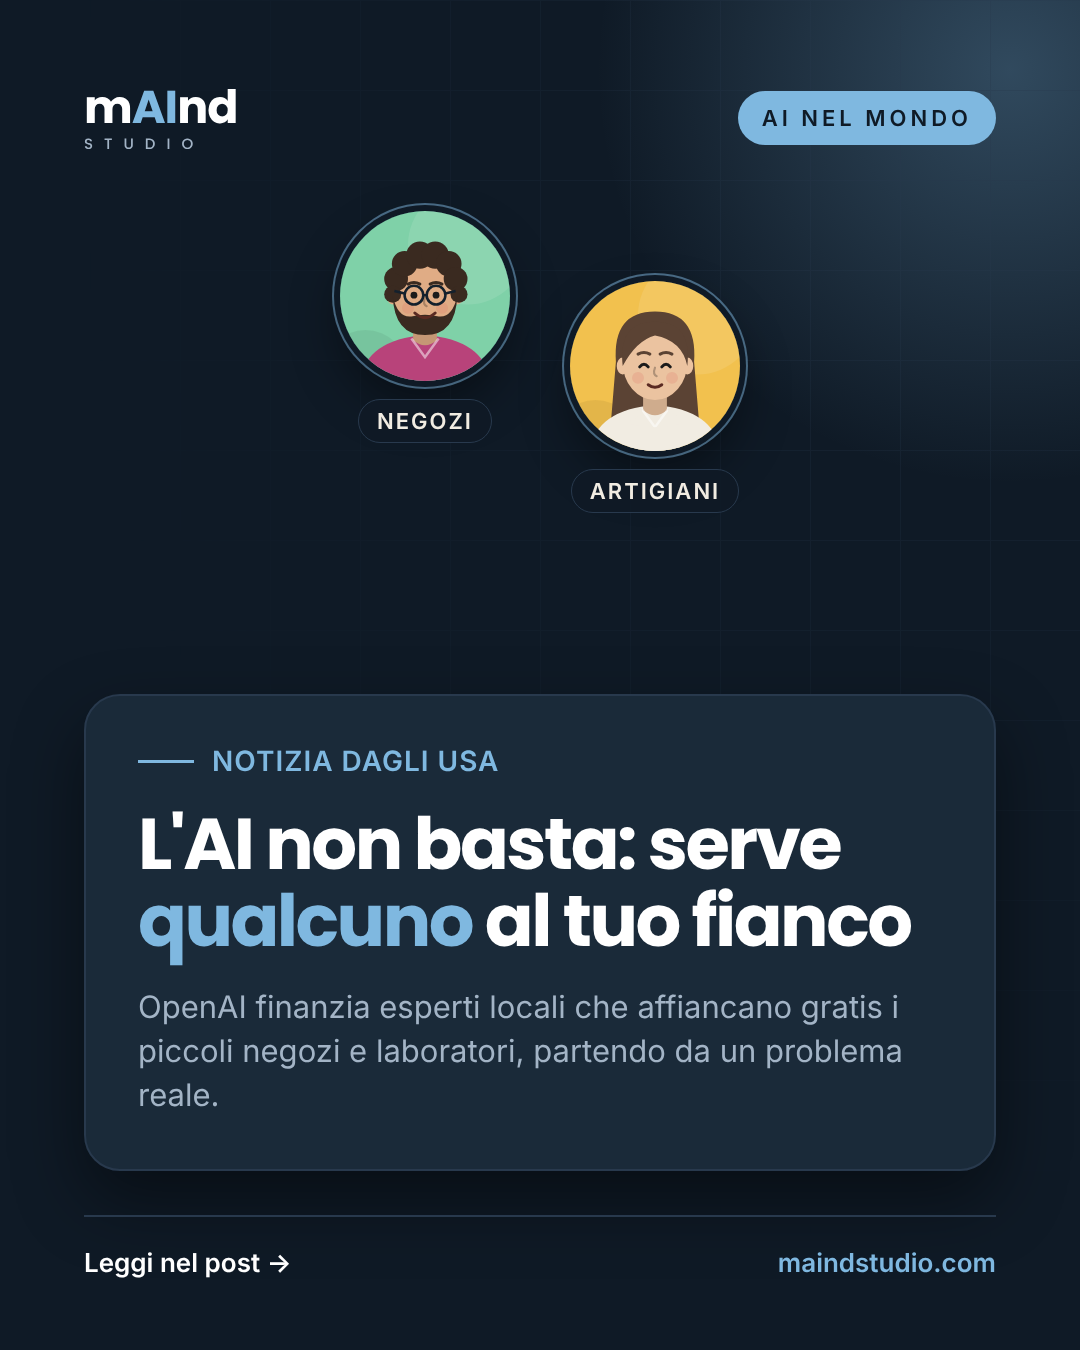 mAInd
STUDIO
AI NEL MONDO
NEGOZI
ARTIGIANI
NOTIZIA DAGLI USA
L'AI non basta: serve
qualcuno al tuo fianco
OpenAI finanzia esperti locali che affiancano gratis i
piccoli negozi e laboratori, partendo da un problema
reale.
Leggi nel post →
maindstudio.com